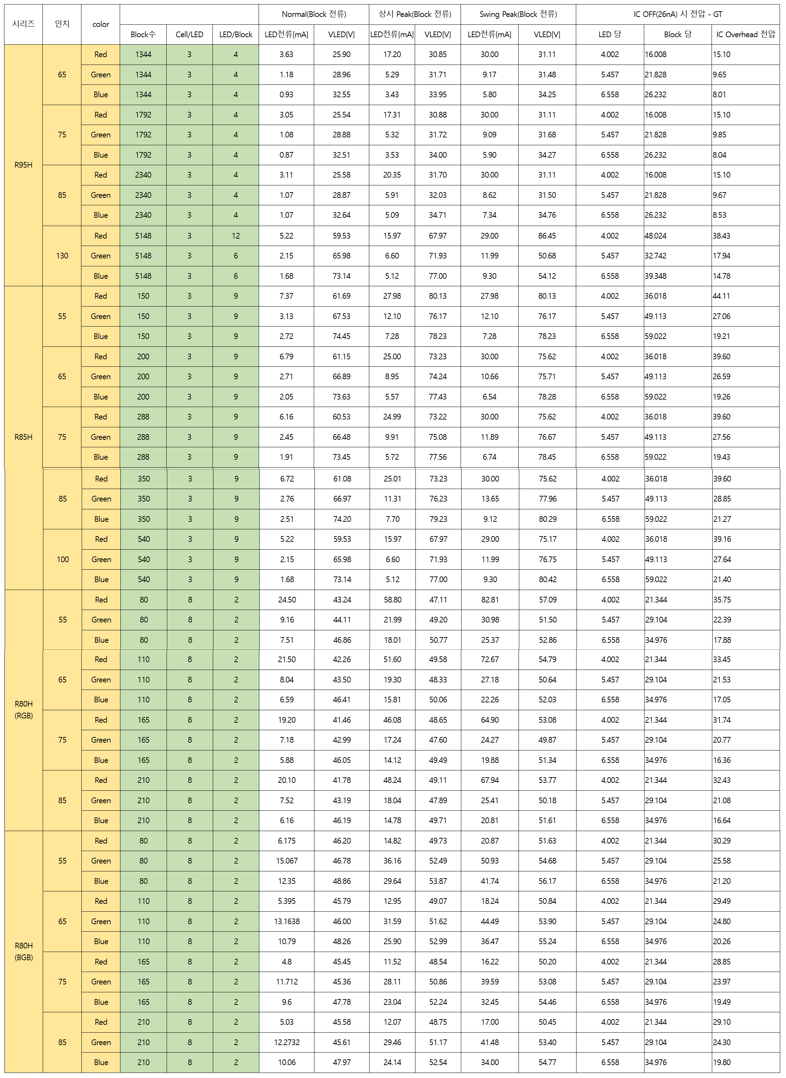 시리즈 인치 color Normal(Block 전류) 상시 Peak(Block 전류) Swing Peak(Block 전류) IC OFF(26nA) 시 전압 - GT
Block수 Cell/LED LED/Block LED전류[mA] VLED[V] LED전류[mA] VLED[V] LED전류[mA] VLED[V] LED 당 Block 당 IC Overhead 전압
R95H
65
Red 1344 3 4 3.63 25.90 17.20 30.85 30.00 31.11 4.002 16.008 15.10
Green 1344 3 4 1.18 28.96 5.29 31.71 9.17 31.48 5.457 21.828 9.65
Blue 1344 3 4 0.93 32.55 3.43 33.95 5.80 34.25 6.558 26.232 8.01
75
Red 1792 3 4 3.05 25.54 17.31 30.88 30.00 31.11 4.002 16.008 15.10
Green 1792 3 4 1.08 28.88 5.32 31.72 9.09 31.68 5.457 21.828 9.85
Blue 1792 3 4 0.87 32.51 3.53 34.00 5.90 34.27 6.558 26.232 8.04
85
Red 2340 3 4 3.11 25.58 20.35 31.70 30.00 31.11 4.002 16.008 15.10
Green 2340 3 4 1.07 28.87 5.91 32.03 8.62 31.50 5.457 21.828 9.67
Blue 2340 3 4 1.07 32.64 5.09 34.71 7.34 34.76 6.558 26.232 8.53
130
Red 5148 3 12 5.22 59.53 15.97 67.97 29.00 86.45 4.002 48.024 38.43
Green 5148 3 6 2.15 65.98 6.60 71.93 11.99 50.68 5.457 32.742 17.94
Blue 5148 3 6 1.68 73.14 5.12 77.00 9.30 54.12 6.558 39.348 14.78
R85H
55
Red 150 3 9 7.37 61.69 27.98 80.13 27.98 80.13 4.002 36.018 44.11
Green 150 3 9 3.13 67.53 12.10 76.17 12.10 76.17 5.457 49.113 27.06
Blue 150 3 9 2.72 74.45 7.28 78.23 7.28 78.23 6.558 59.022 19.21
65
Red 200 3 9 6.79 61.15 25.00 73.23 30.00 75.62 4.002 36.018 39.60
Green 200 3 9 2.71 66.89 8.95 74.24 10.66 75.71 5.457 49.113 26.59
Blue 200 3 9 2.05 73.63 5.57 77.43 6.54 78.28 6.558 59.022 19.26
75
Red 288 3 9 6.16 60.53 24.99 73.22 30.00 75.62 4.002 36.018 39.60
Green 288 3 9 2.45 66.48 9.91 75.08 11.89 76.67 5.457 49.113 27.56
Blue 288 3 9 1.91 73.45 5.72 77.56 6.74 78.45 6.558 59.022 19.43
85
Red 350 3 9 6.72 61.08 25.01 73.23 30.00 75.62 4.002 36.018 39.60
Green 350 3 9 2.76 66.97 11.31 76.23 13.65 77.96 5.457 49.113 28.85
Blue 350 3 9 2.51 74.20 7.70 79.23 9.12 80.29 6.558 59.022 21.27
100
Red 540 3 9 5.22 59.53 15.97 67.97 29.00 75.17 4.002 36.018 39.16
Green 540 3 9 2.15 65.98 6.60 71.93 11.99 76.75 5.457 49.113 27.64
Blue 540 3 9 1.68 73.14 5.12 77.00 9.30 80.42 6.558 59.022 21.40
R80H
(RGB)
55
Red 80 8 2 24.50 43.24 58.80 47.11 82.81 57.09 4.002 21.344 35.75
Green 80 8 2 9.16 44.11 21.99 49.20 30.98 51.50 5.457 29.104 22.39
Blue 80 8 2 7.51 46.86 18.01 50.77 25.37 52.86 6.558 34.976 17.88
65
Red 110 8 2 21.50 42.26 51.60 49.58 72.67 54.79 4.002 21.344 33.45
Green 110 8 2 8.04 43.50 19.30 48.33 27.18 50.64 5.457 29.104 21.53
Blue 110 8 2 6.59 46.41 15.81 50.06 22.26 52.03 6.558 34.976 17.05
75
Red 165 8 2 19.20 41.46 46.08 48.65 64.90 53.08 4.002 21.344 31.74
Green 165 8 2 7.18 42.99 17.24 47.60 24.27 49.87 5.457 29.104 20.77
Blue 165 8 2 5.88 46.05 14.12 49.49 19.88 51.34 6.558 34.976 16.36
85
Red 210 8 2 20.10 41.78 48.24 49.11 67.94 53.77 4.002 21.344 32.43
Green 210 8 2 7.52 43.19 18.04 47.89 25.41 50.18 5.457 29.104 21.08
Blue 210 8 2 6.16 46.19 14.78 49.71 20.81 51.61 6.558 34.976 16.64
R80H
(BGB)
55
Red 80 8 2 6.175 46.20 14.82 49.73 20.87 51.63 4.002 21.344 30.29
Green 80 8 2 15.067 46.78 36.16 52.49 50.93 54.68 5.457 29.104 25.58
Blue 80 8 2 12.35 48.86 29.64 53.87 41.74 56.17 6.558 34.976 21.20
65
Red 110 8 2 5.395 45.79 12.95 49.07 18.24 50.84 4.002 21.344 29.49
Green 110 8 2 13.1638 46.00 31.59 51.62 44.49 53.90 5.457 29.104 24.80
Blue 110 8 2 10.79 48.26 25.90 52.99 36.47 55.24 6.558 34.976 20.26
75
Red 165 8 2 4.8 45.45 11.52 48.54 16.22 50.20 4.002 21.344 28.85
Green 165 8 2 11.712 45.36 28.11 50.86 39.59 53.08 5.457 29.104 23.97
Blue 165 8 2 9.6 47.78 23.04 52.24 32.45 54.46 6.558 34.976 19.49
85
Red 210 8 2 5.03 45.58 12.07 48.75 17.00 50.45 4.002 21.344 29.10
Green 210 8 2 12.2732 45.61 29.46 51.17 41.48 53.40 5.457 29.104 24.30
Blue 210 8 2 10.06 47.97 24.14 52.54 34.00 54.77 6.558 34.976 19.80